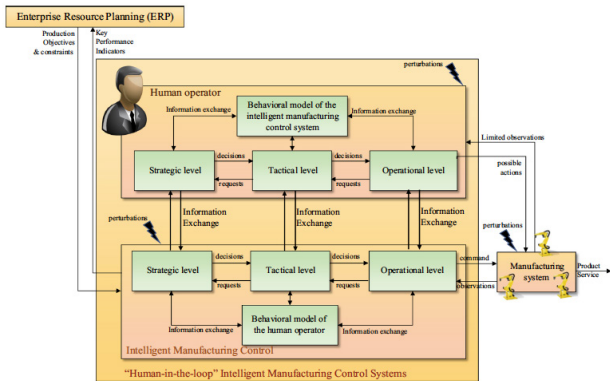 Enterprise Resource Planning (ERP)
Production
Objectives
& constraints
Key
Performance
Indicators
perturbations
Human operator
Information exchange
Behavioral model of the
intelligent manufacturing
control system
Information exchange
Limited observations
Strategic level
decisions
requests
Tactical level
decisions
requests
Operational level
possible
actions
Information
Exchange
Information
Exchange
Information
Exchange
perturbations
perturbations
Strategic level
decisions
requests
Tactical level
decisions
requests
Operational level
command
observations
Manufacturing
system
Product
Service
Information exchange
Behavioral model of
the human operator
Information exchange
Intelligent Manufacturing Control
“Human-in-the-loop” Intelligent Manufacturing Control Systems